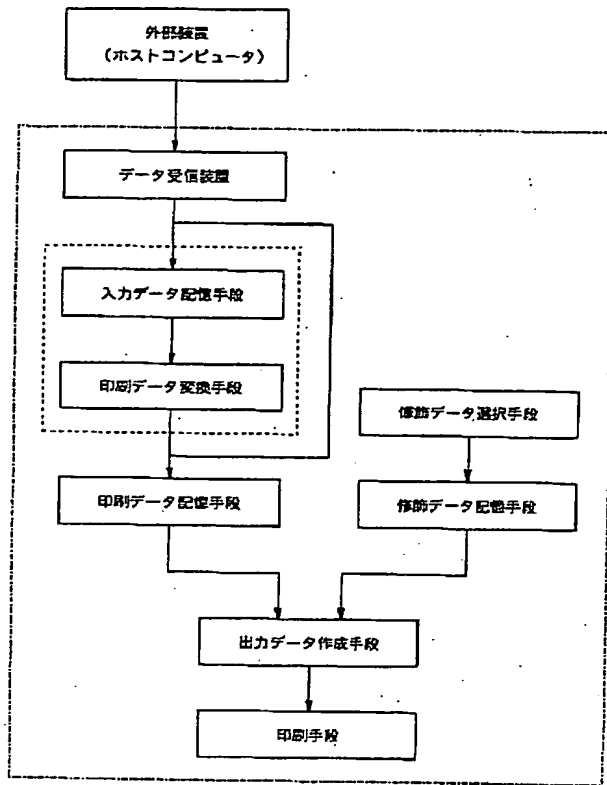 外部装置
（ホストコンピュータ）
データ受信装置
入力データ記憶手段
印刷データ変換手段
修飾データ選択手段
印刷データ記憶手段
修飾データ記憶手段
出力データ作成手段
印刷手段